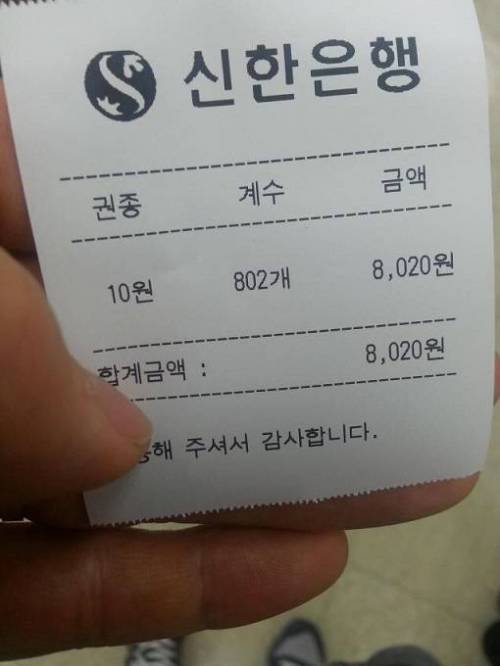 신한은행
권종 계수 금액
10원 802개 8,020원
합계금액 : 8,020원
주셔서 감사합니다.